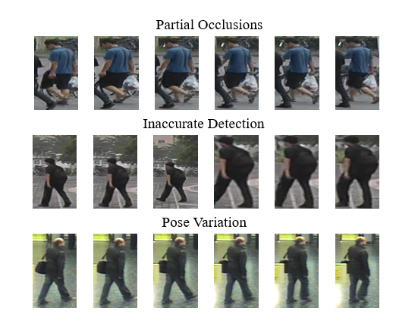 Partial Occlusions
Inaccurate Detection
Pose Variation